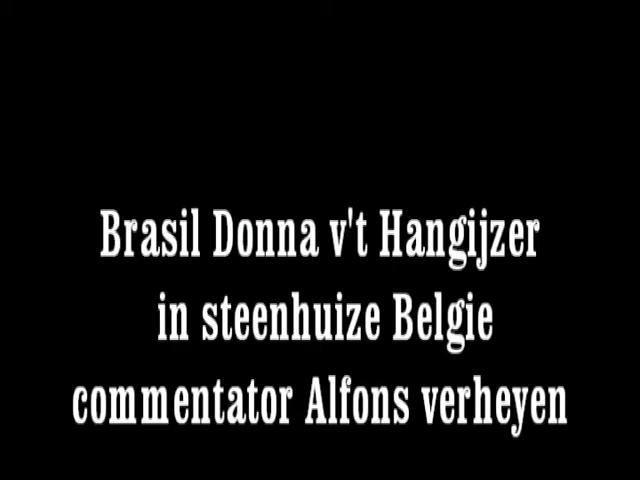 Brasil Donna v't Hangijzer
in steenhuize Belgie
commentator Alfons verheyen